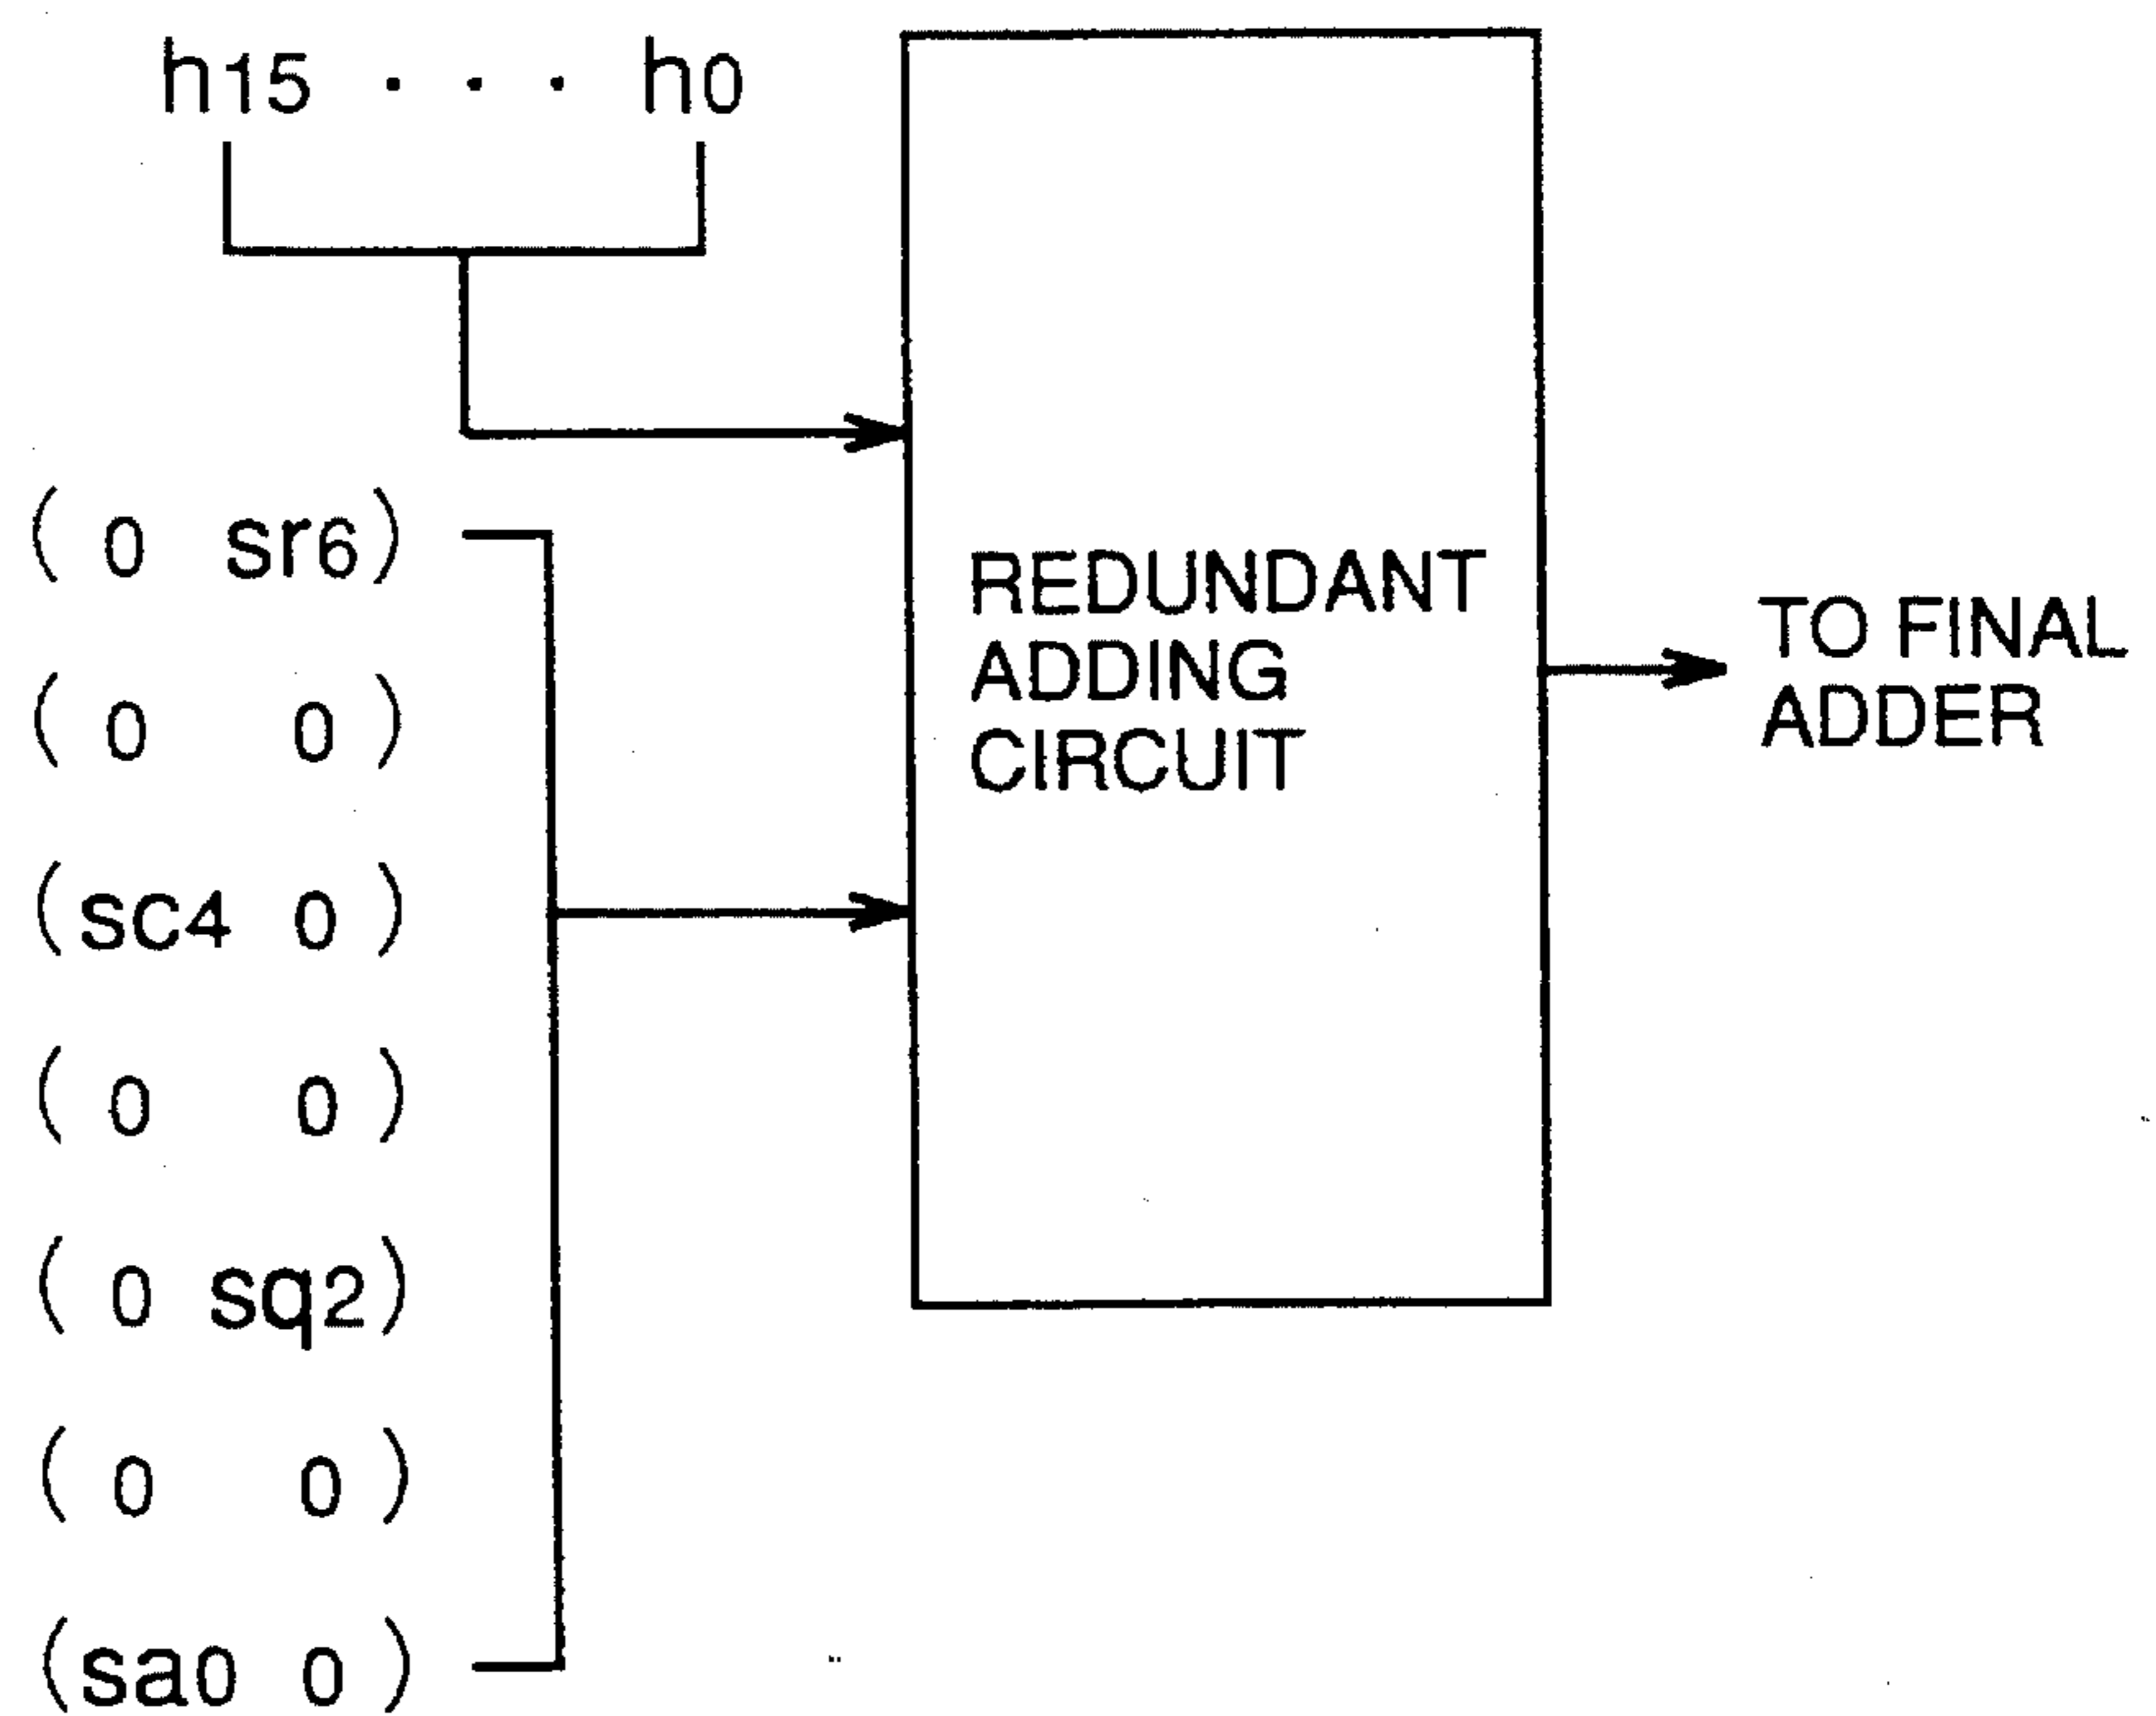 h15 · · · h0
( 0 sr6)
( 0 0 )
(sc4 0 )
( 0 0 )
( 0 sq2)
( 0 0 )
(sa0 0 )
REDUNDANT
ADDING
CIRCUIT
TO FINAL
ADDER